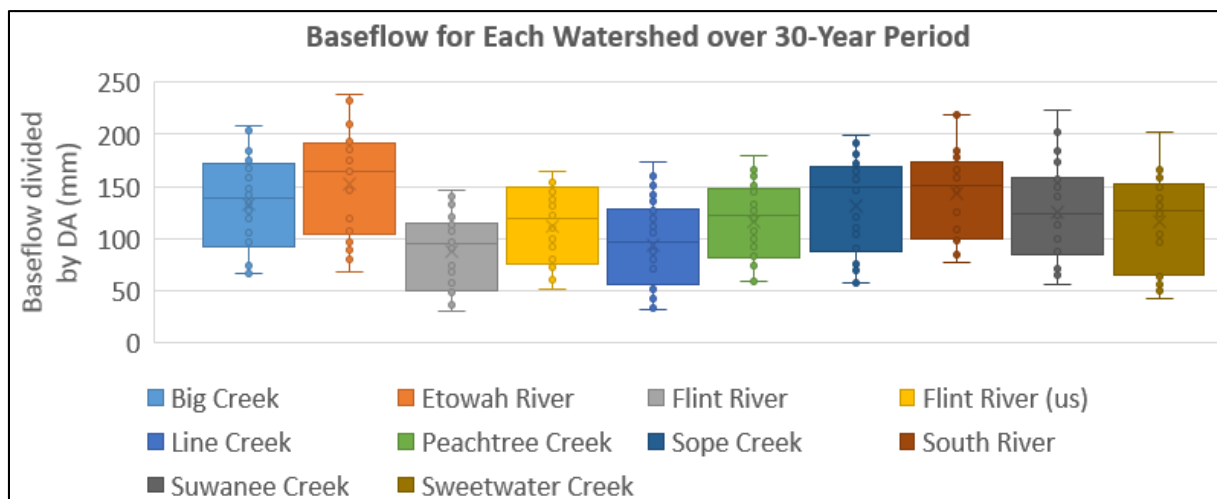 Baseflow for Each Watershed over 30-Year Period
Baseflow divided
by DA (mm)
250
200
150
100
50
0
Big Creek
Etowah River
Flint River
Flint River (us)
Line Creek
Peachtree Creek
Sope Creek
South River
Suwanee Creek
Sweetwater Creek